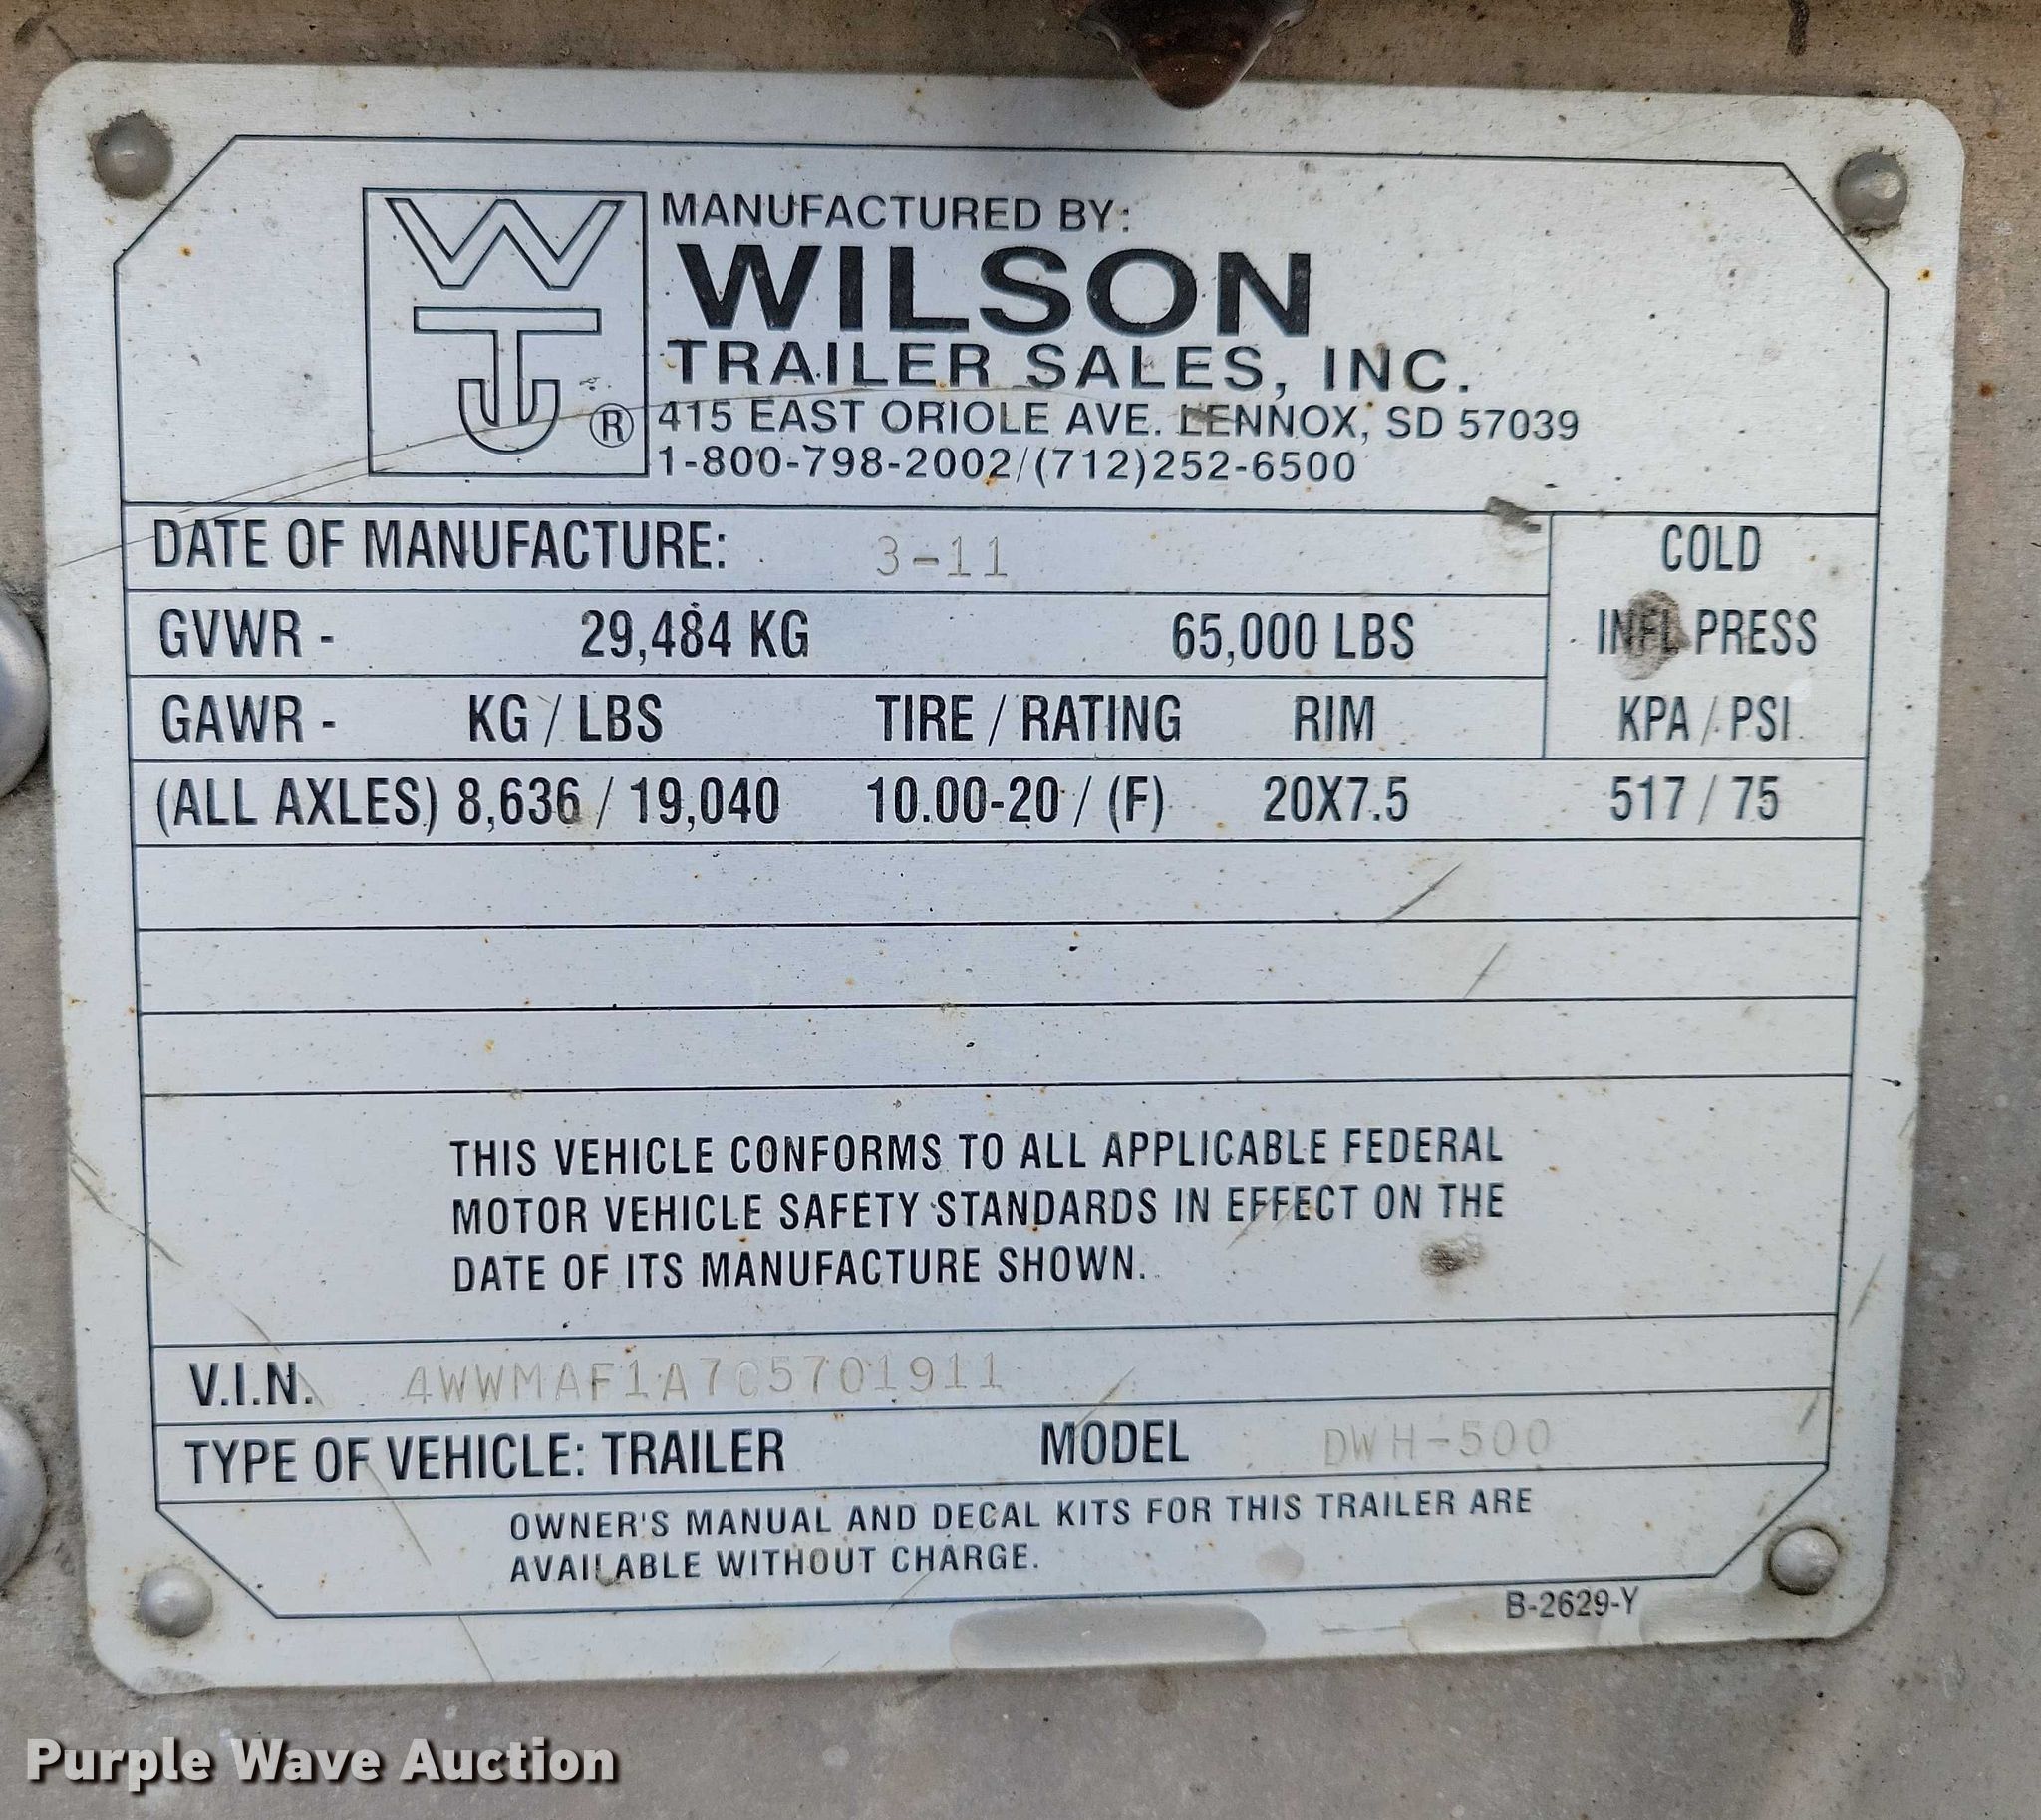 MANUFACTURED BY:
WILSON
TRAILER SALES, INC.
415 EAST ORIOLE AVE. LENNOX, SD 57039
1-800-798-2002/(712)252-6500
WTJ ®
DATE OF MANUFACTURE: 3-11
COLD
GVWR - 29,484 KG 65,000 LBS INFL PRESS
GAWR - KG / LBS TIRE / RATING RIM KPA / PSI
(ALL AXLES) 8,636 / 19,040 10.00-20 / (F) 20X7.5 517 / 75
THIS VEHICLE CONFORMS TO ALL APPLICABLE FEDERAL
MOTOR VEHICLE SAFETY STANDARDS IN EFFECT ON THE
DATE OF ITS MANUFACTURE SHOWN.
V.I.N. 4WWMAF1A7C5701911
TYPE OF VEHICLE: TRAILER MODEL DWH-500
OWNER'S MANUAL AND DECAL KITS FOR THIS TRAILER ARE
AVAILABLE WITHOUT CHARGE.
B-2629-Y
Purple Wave Auction